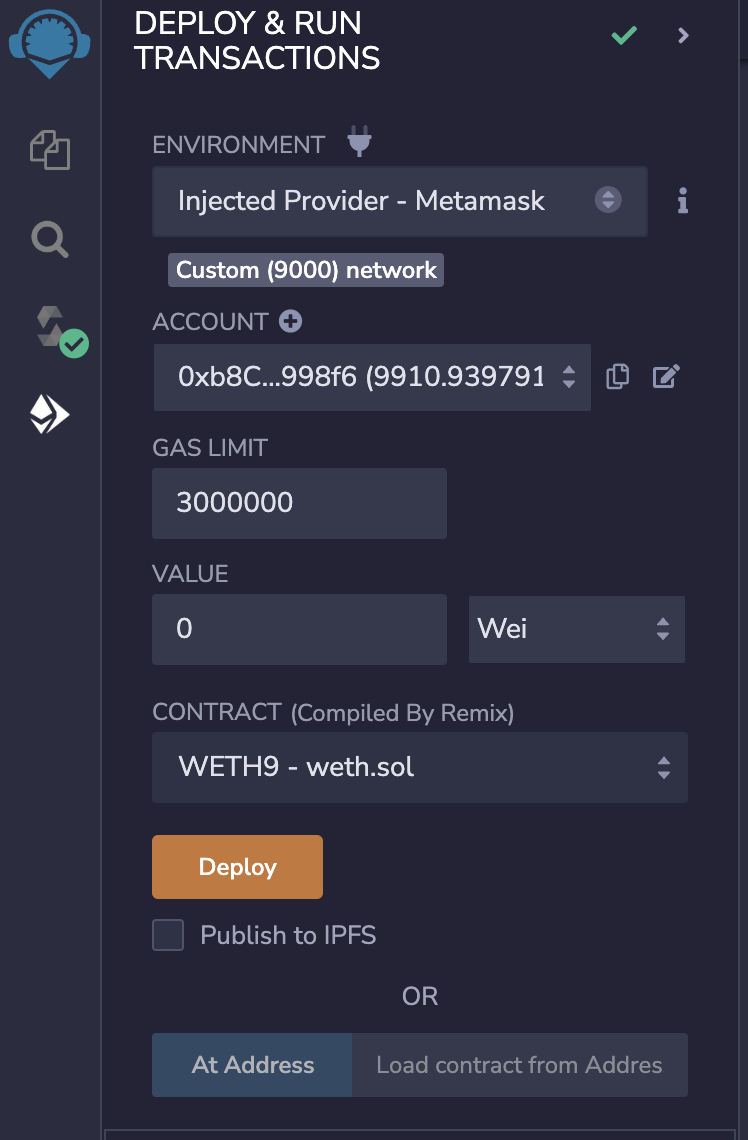 DEPLOY & RUN
TRANSACTIONS
ENVIRONMENT
Injected Provider - Metamask
Custom (9000) network
ACCOUNT
0xb8C...998f6 (9910.939791
GAS LIMIT
3000000
VALUE
0 Wei
CONTRACT (Compiled By Remix)
WETH9 - weth.sol
Deploy
Publish to IPFS
OR
At Address Load contract from Addres